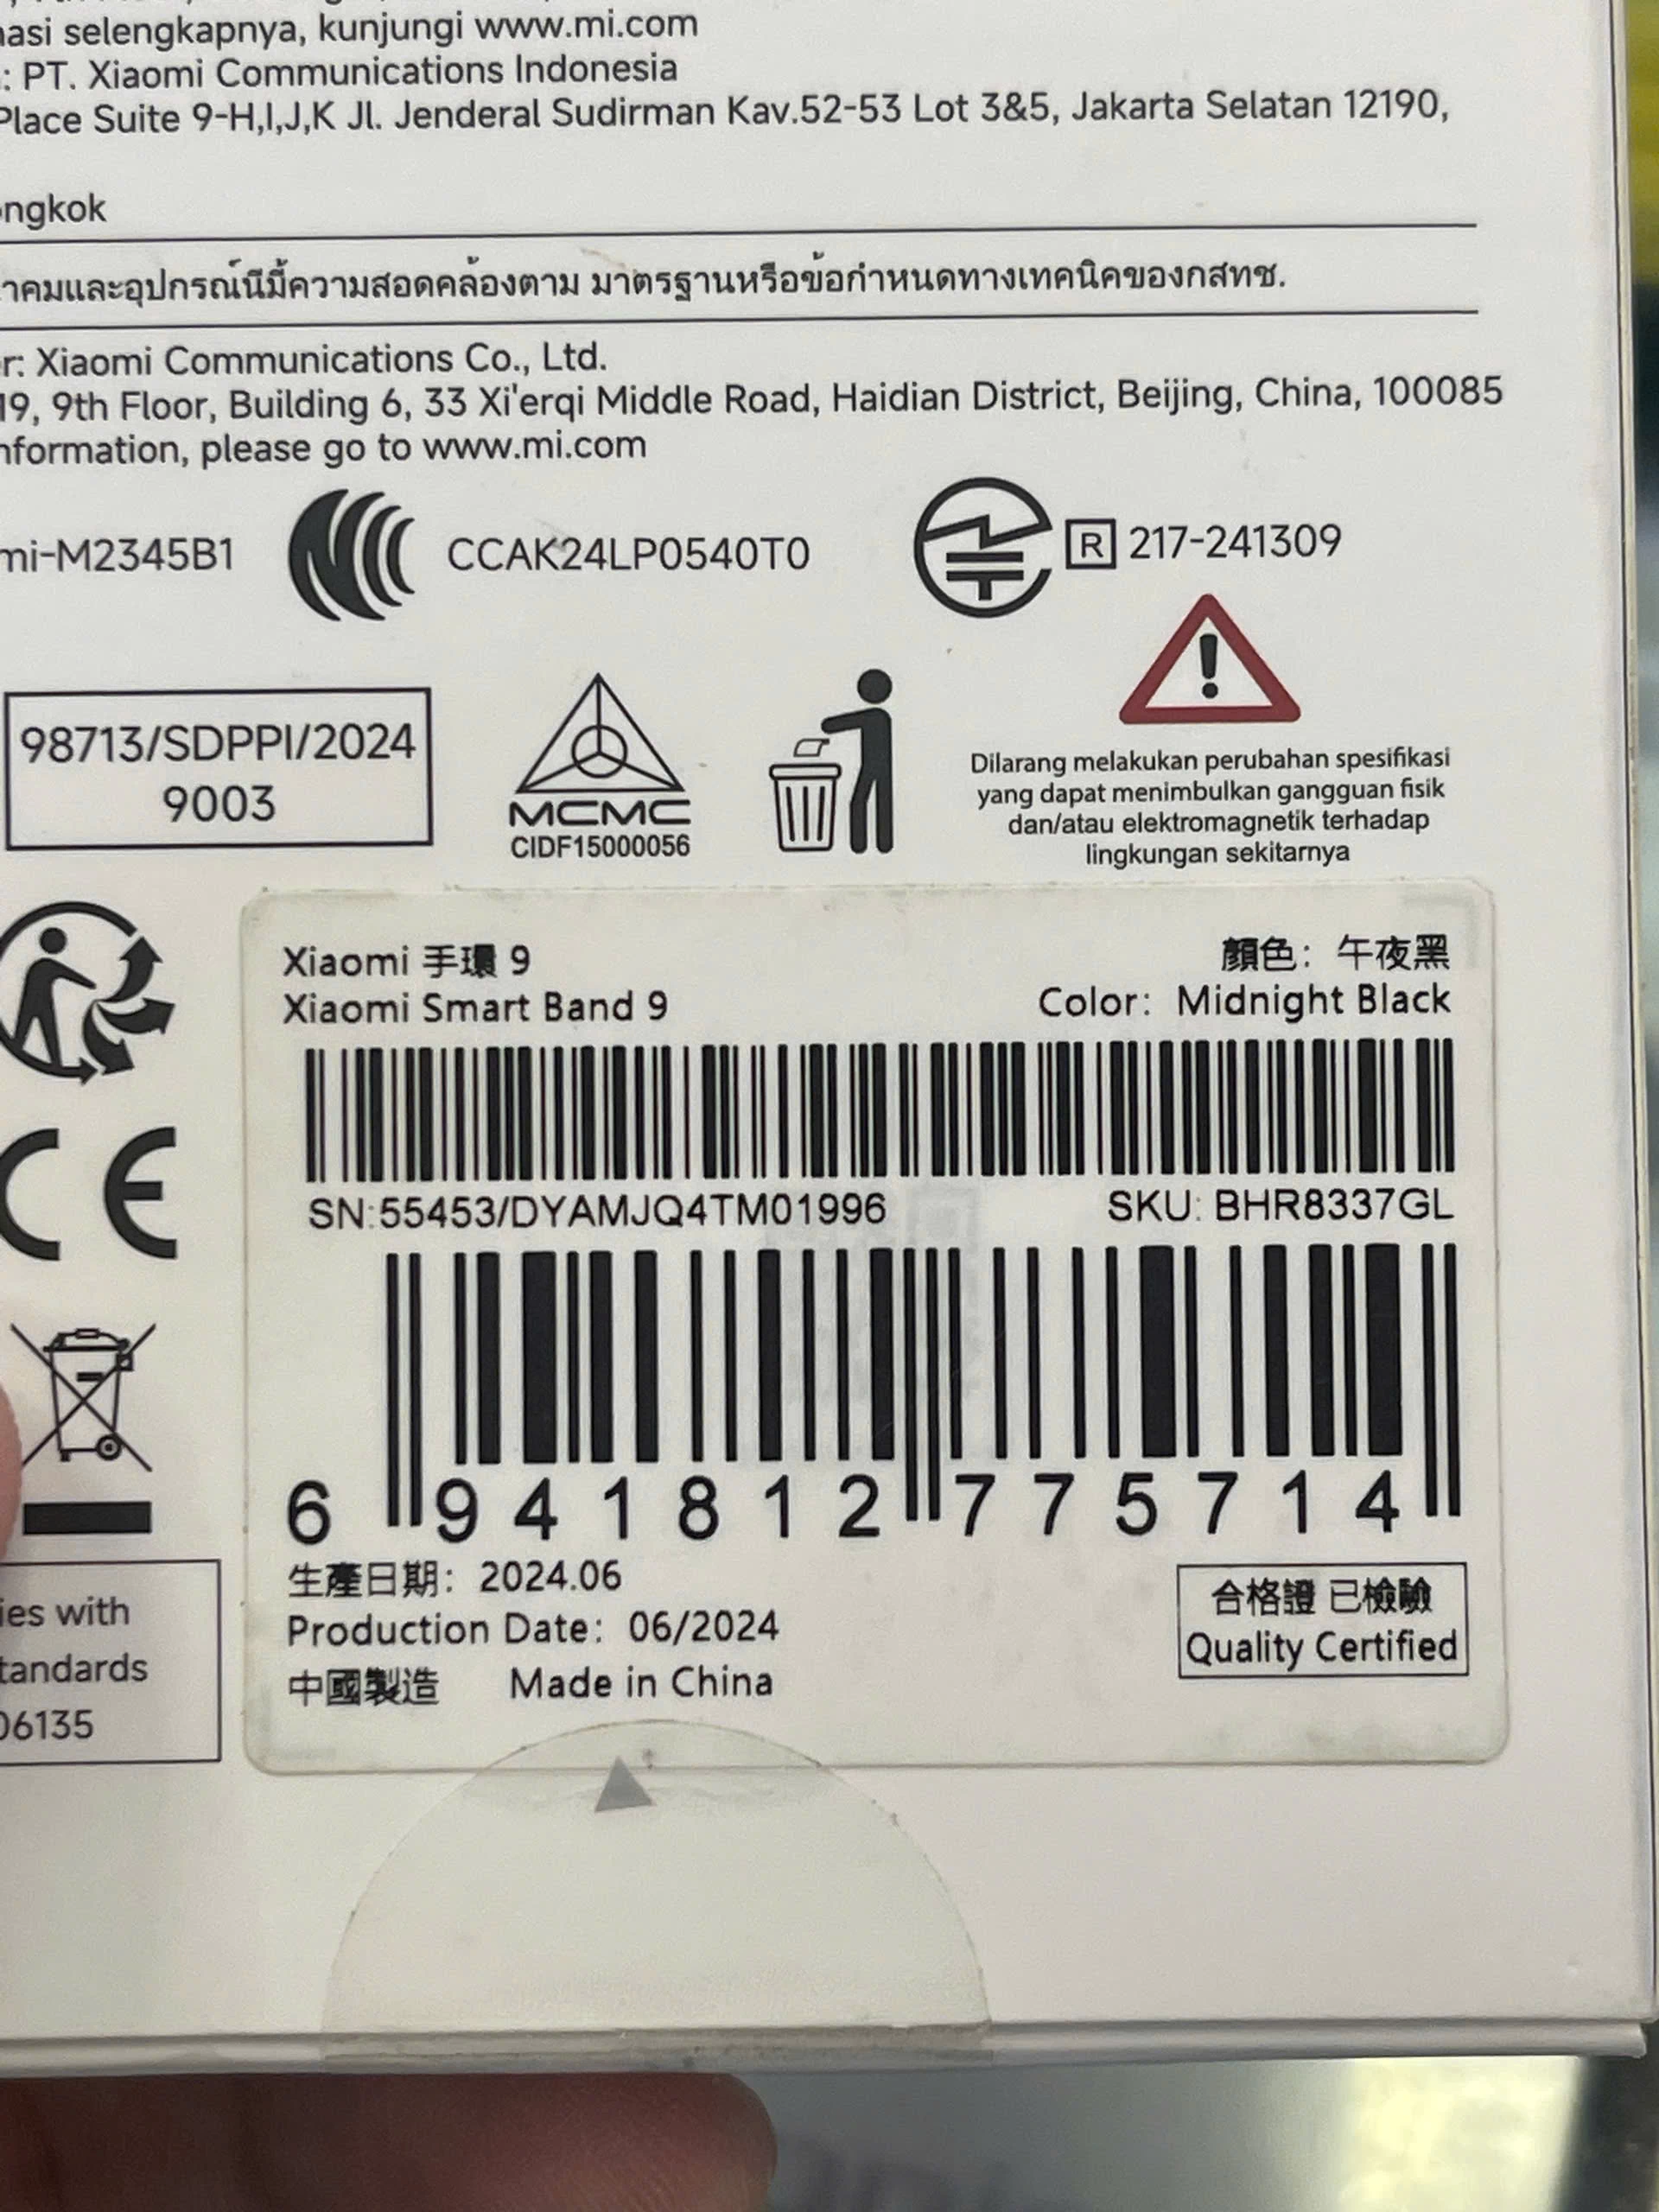 selengkapnya, kunjungi www.mi.com
: PT. Xiaomi Communications Indonesia
Place Suite 9-H,I,J,K Jl. Jenderal Sudirman Kav.52-53 Lot 3&5, Jakarta Selatan 12190,
ngkok
าคมและอุปกรณ์นี้มีความสอดคล้องตาม มาตรฐานหรือข้อกำหนดทางเทคนิคของกสทช.
r: Xiaomi Communications Co., Ltd.
19, 9th Floor, Building 6, 33 Xi'erqi Middle Road, Haidian District, Beijing, China, 100085
nformation, please go to www.mi.com
mi-M2345B1
CCAK24LP0540T0
R 217-241309
98713/SDPPI/2024
9003
MCMC
CIDF15000056
Dilarang melakukan perubahan spesifikasi
yang dapat menimbulkan gangguan fisik
dan/atau elektromagnetik terhadap
lingkungan sekitarnya
Xiaomi 手環 9
Xiaomi Smart Band 9
顏色：午夜黑
Color: Midnight Black
SN:55453/DYAMJQ4TM01996
SKU: BHR8337GL
6 941812 775714
生產日期：2024.06
Production Date: 06/2024
中國製造 Made in China
合格證 已檢驗
Quality Certified
CE
ies with
tandards
06135